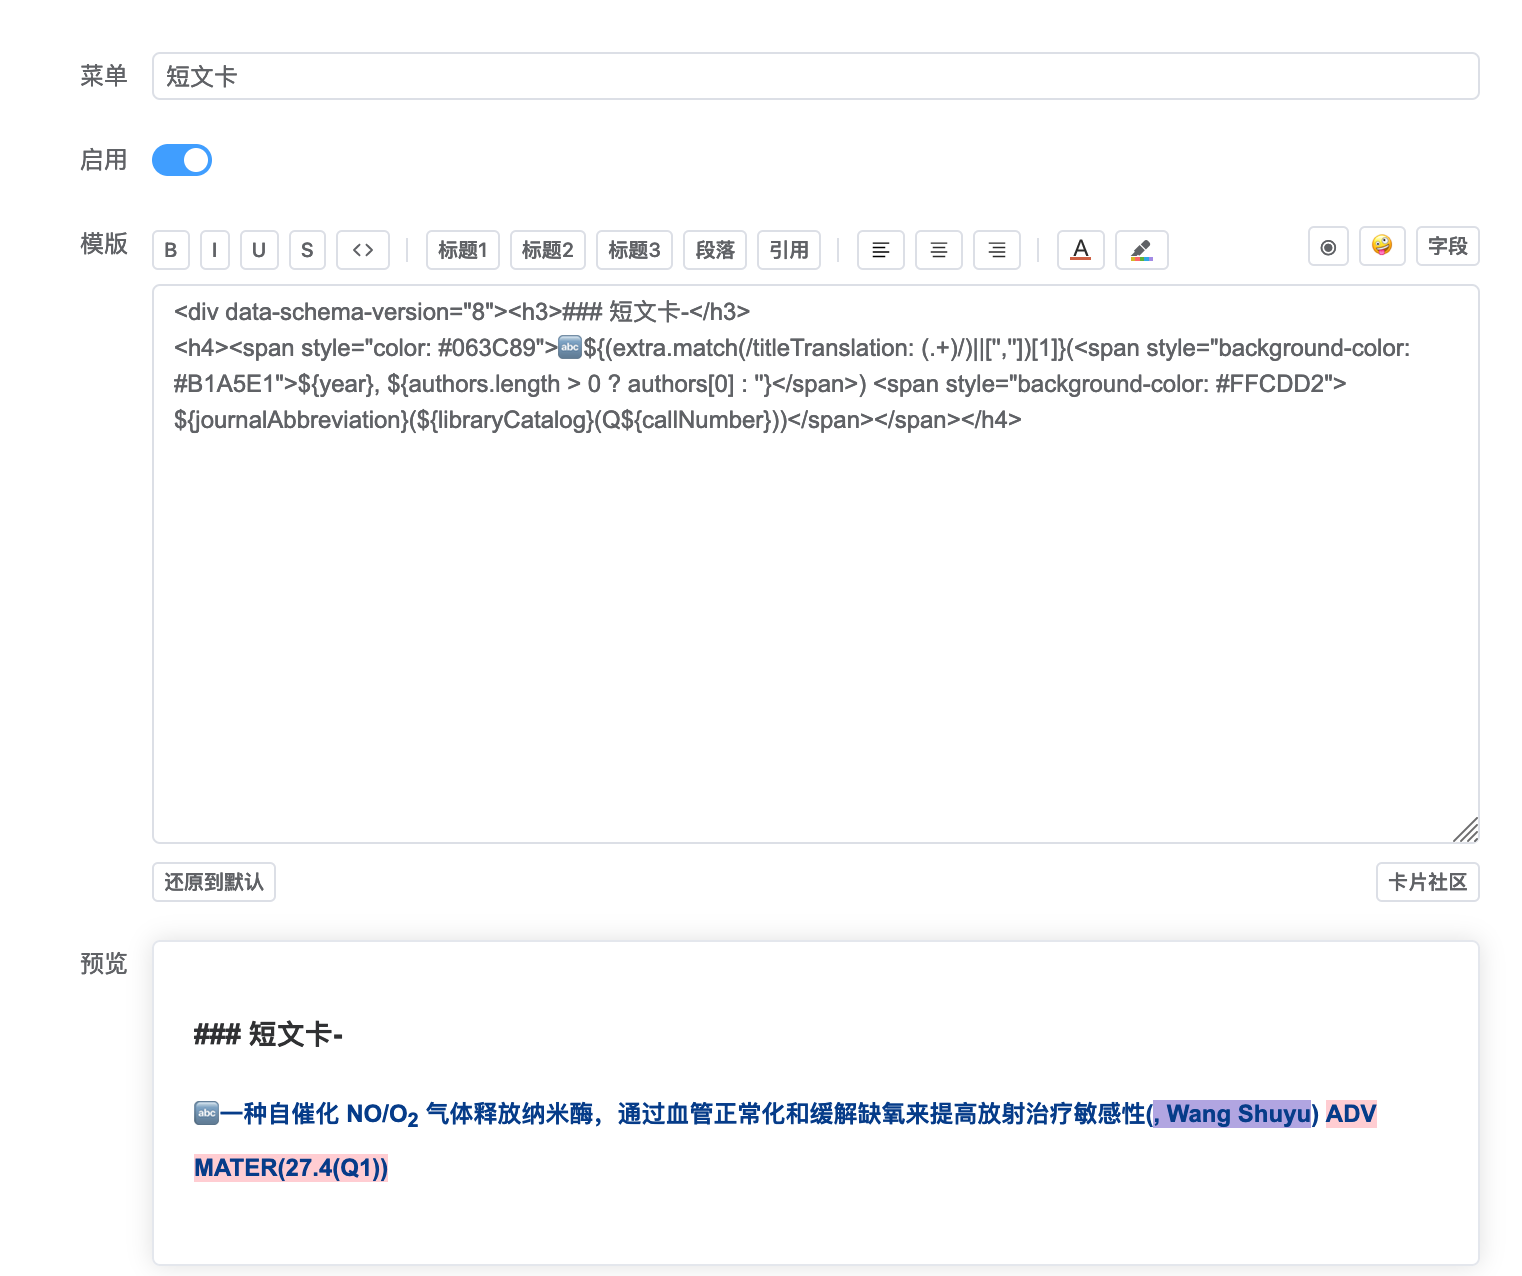 菜单
短文卡
启用
模版
B I U S <> 标题1 标题2 标题3 段落 引用 A 🤪 字段
<div data-schema-version="8"><h3>### 短文卡-</h3>
<h4><span style="color: #063C89">🔤${(extra.match(/titleTranslation: (.+)/)||["",""])[1]}(<span style="background-color:
#B1A5E1">${year}, ${authors.length > 0 ? authors[0] : ''}</span>) <span style="background-color: #FFCDD2">
${journalAbbreviation}(${libraryCatalog}(Q${callNumber}))</span></span></h4>
还原到默认
卡片社区
预览
### 短文卡-
🔤一种自催化 NO/O2 气体释放纳米酶，通过血管正常化和缓解缺氧来提高放射治疗敏感性(, Wang Shuyu) ADV
MATER(27.4(Q1))